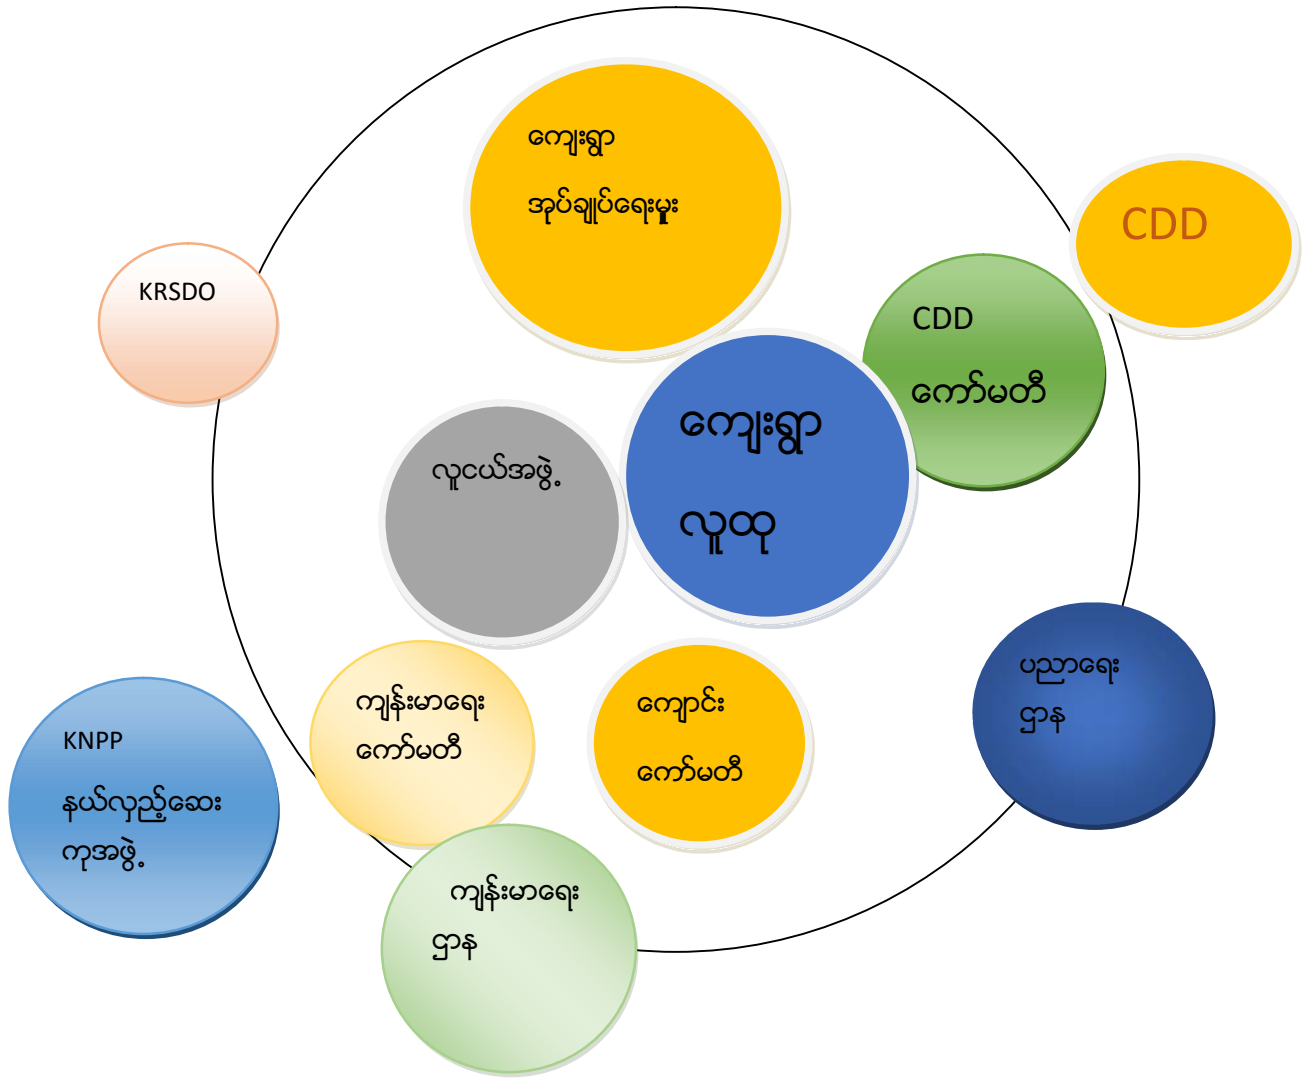 ကျေးရွာ
အုပ်ချုပ်ရေးမှူး
CDD
KRSDO
CDD
ကော်မတီ
ကျေးရွာ
လူထု
လူငယ်အဖွဲ့
ပညာရေး
ဌာန
ကျန်းမာရေး
ကော်မတီ
ကျောင်း
ကော်မတီ
KNPP
နယ်လှည့်ဆေး
ကုအဖွဲ့
ကျန်းမာရေး
ဌာန